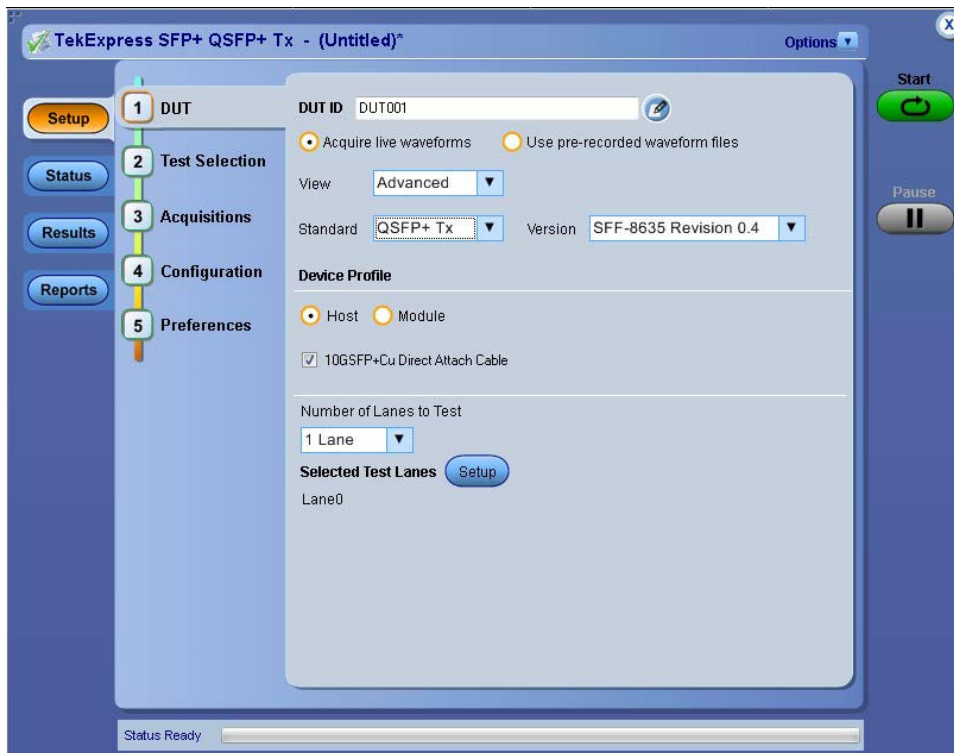 TekExpress SFP+ QSFP+ Tx - (Untitled)*
Options
X
Start
Pause
Setup
Status
Results
Reports
1 DUT
2 Test Selection
3 Acquisitions
4 Configuration
5 Preferences
DUT ID DUT001
Acquire live waveforms Use pre-recorded waveform files
View Advanced
Standard QSFP+ Tx Version SFF-8635 Revision 0.4
Device Profile
Host Module
10GSFP+Cu Direct Attach Cable
Number of Lanes to Test
1 Lane
Selected Test Lanes Setup
Lane0
Status Ready